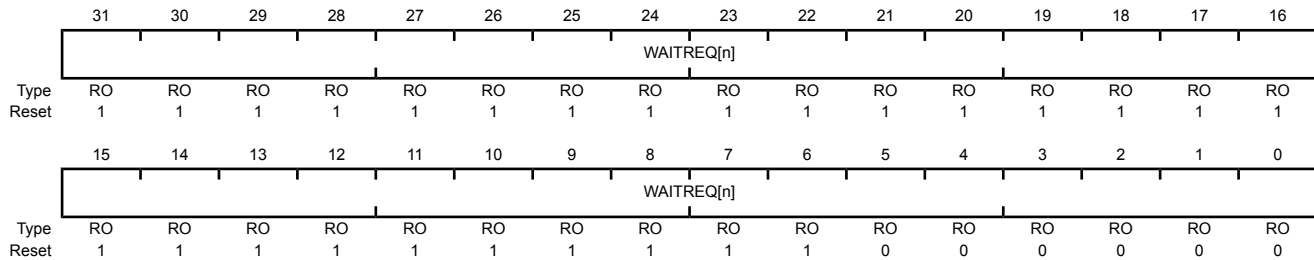 31 30 29 28 27 26 25 24 23 22 21 20 19 18 17 16
WAITREQ[n]
Type RO RO RO RO RO RO RO RO RO RO RO RO RO RO RO RO
Reset 1 1 1 1 1 1 1 1 1 1 1 1 1 1 1 1
15 14 13 12 11 10 9 8 7 6 5 4 3 2 1 0
WAITREQ[n]
Type RO RO RO RO RO RO RO RO RO RO RO RO RO RO RO RO
Reset 1 1 1 1 1 1 1 1 1 1 0 0 0 0 0 0